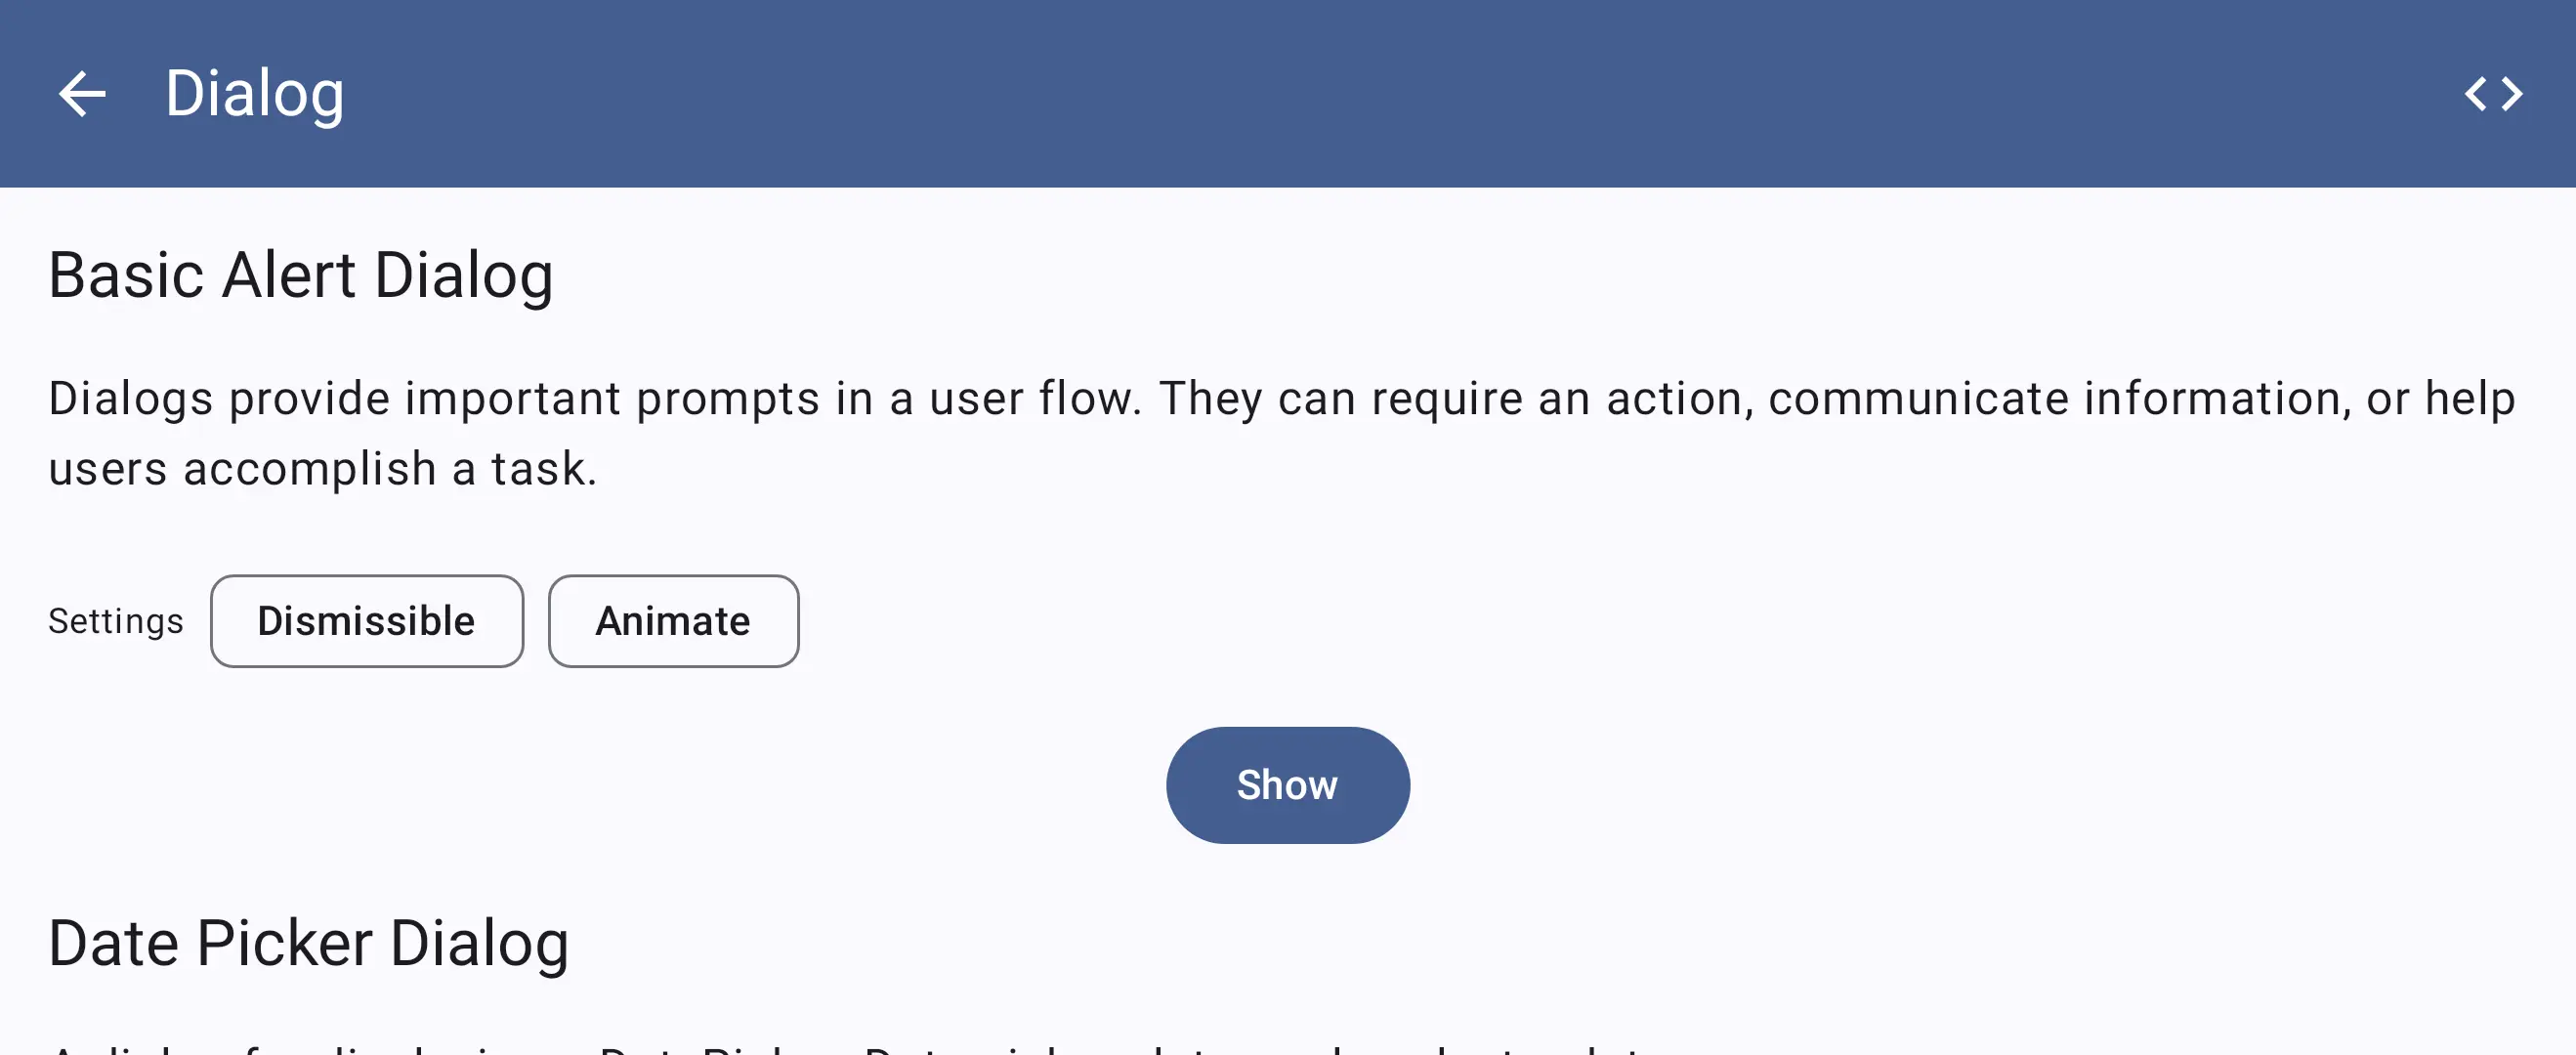 Dialog
Basic Alert Dialog
Dialogs provide important prompts in a user flow. They can require an action, communicate information, or help
users accomplish a task.
Settings Dismissible Animate
Show
Date Picker Dialog